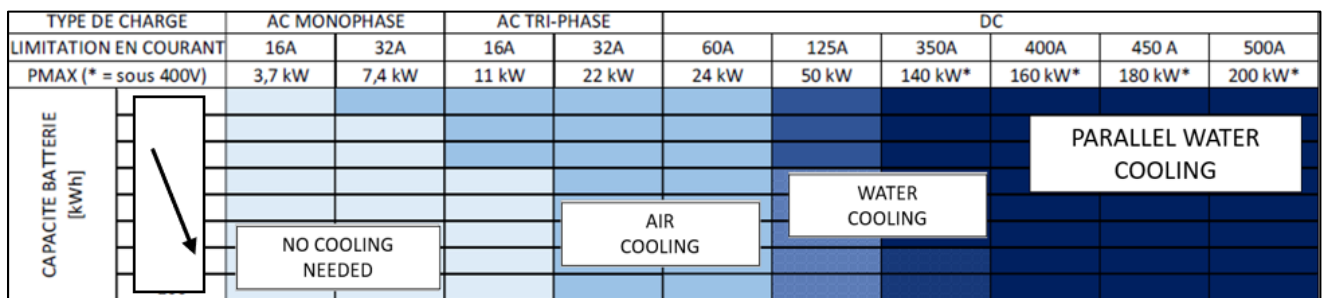 TYPE DE CHARGE AC MONOPHASE AC TRI-PHASE DC
LIMITATION EN COURANT 16A 32A 16A 32A 60A 125A 350A 400A 450 A 500A
PMAX (* = sous 400V) 3,7 kW 7,4 kW 11 kW 22 kW 24 kW 50 kW 140 kW* 160 kW* 180 kW* 200 kW*
CAPACITE BATTERIE
[kWh]
NO COOLING
NEEDED
AIR
COOLING
WATER
COOLING
PARALLEL WATER
COOLING